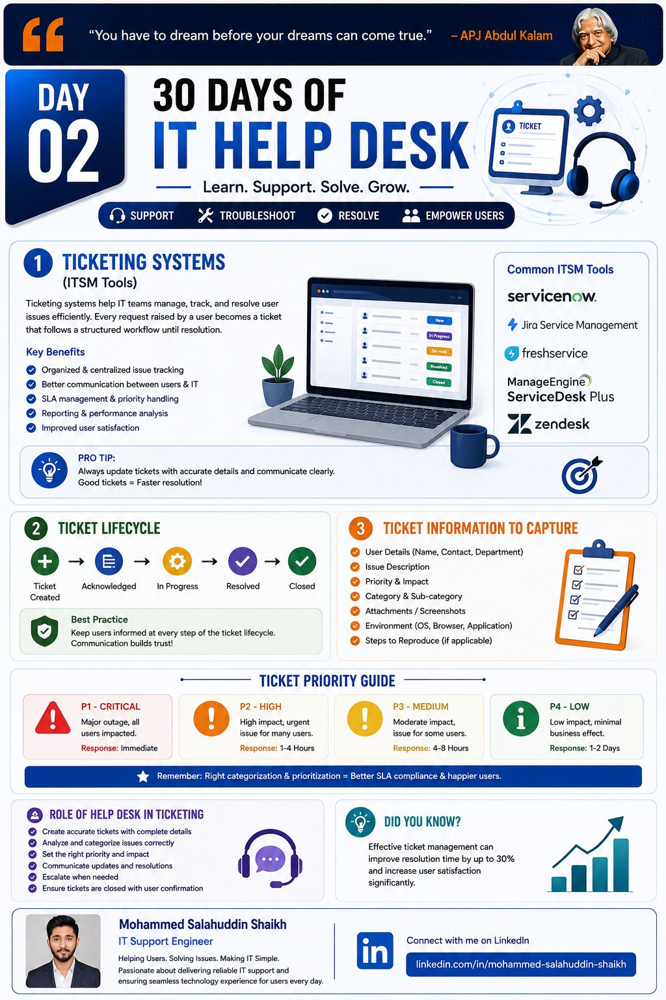 “You have to dream before your dreams can come true.” – APJ Abdul Kalam
DAY
02
30 DAYS OF
IT HELP DESK
Learn. Support. Solve. Grow.
SUPPORT TROUBLESHOOT RESOLVE EMPOWER USERS
TICKET
1 TICKETING SYSTEMS
(ITSM Tools)
Ticketing systems help IT teams manage, track, and resolve user
issues efficiently. Every request raised by a user becomes a ticket
that follows a structured workflow until resolution.
Key Benefits
Organized & centralized issue tracking
Better communication between users & IT
SLA management & priority handling
Reporting & performance analysis
Improved user satisfaction
New
In Progress
On Hold
Resolved
Closed
Common ITSM Tools
servicenow.
Jira Service Management
freshservice
ManageEngine
ServiceDesk Plus
zendesk
PRO TIP:
Always update tickets with accurate details and communicate clearly.
Good tickets = Faster resolution!
2 TICKET LIFECYCLE
Ticket
Created
Acknowledged
In Progress
Resolved
Closed
Best Practice
Keep users informed at every step of the ticket lifecycle.
Communication builds trust!
3 TICKET INFORMATION TO CAPTURE
User Details (Name, Contact, Department)
Issue Description
Priority & Impact
Category & Sub-category
Attachments / Screenshots
Environment (OS, Browser, Application)
Steps to Reproduce (if applicable)
TICKET PRIORITY GUIDE
P1 - CRITICAL
Major outage, all
users impacted.
Response: Immediate
P2 - HIGH
High impact, urgent
issue for many users.
Response: 1-4 Hours
P3 - MEDIUM
Moderate impact,
issue for some users.
Response: 4-8 Hours
P4 - LOW
Low impact, minimal
business effect.
Response: 1-2 Days
Remember: Right categorization & prioritization = Better SLA compliance & happier users.
ROLE OF HELP DESK IN TICKETING
Create accurate tickets with complete details
Analyze and categorize issues correctly
Set the right priority and impact
Communicate updates and resolutions
Escalate when needed
Ensure tickets are closed with user confirmation
DID YOU KNOW?
Effective ticket management can
improve resolution time by up to 30%
and increase user satisfaction
significantly.
Mohammed Salahuddin Shaikh
IT Support Engineer
Helping Users. Solving Issues. Making IT Simple.
Passionate about delivering reliable IT support and
ensuring seamless technology experience for users every day.
in
Connect with me on LinkedIn
linkedin.com/in/mohammed-salahuddin-shaikh